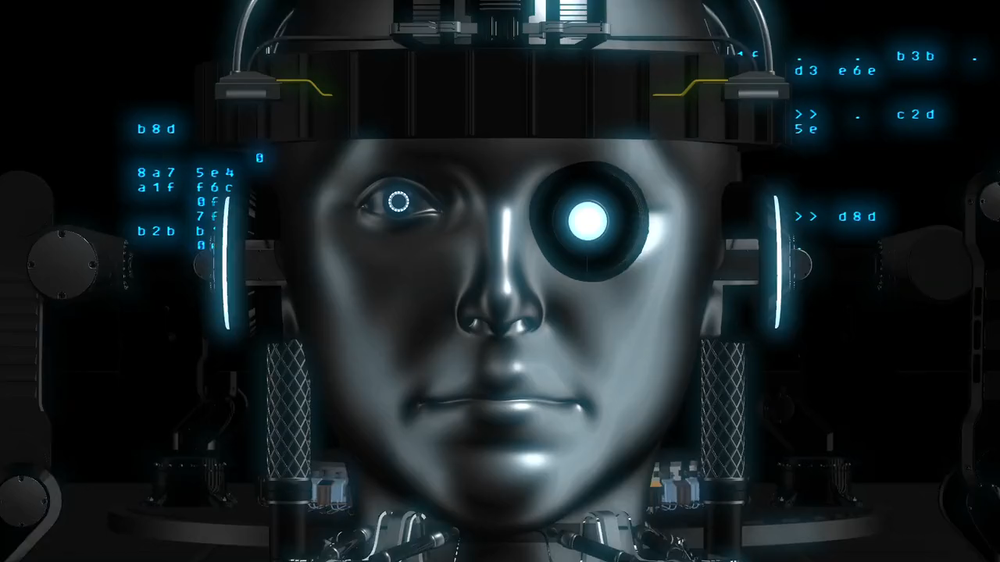 b3b .
d3 e6e
>> . c2d
5e
b8d
0
8a7 5e4
a1f f6c
>> d8d
b2b